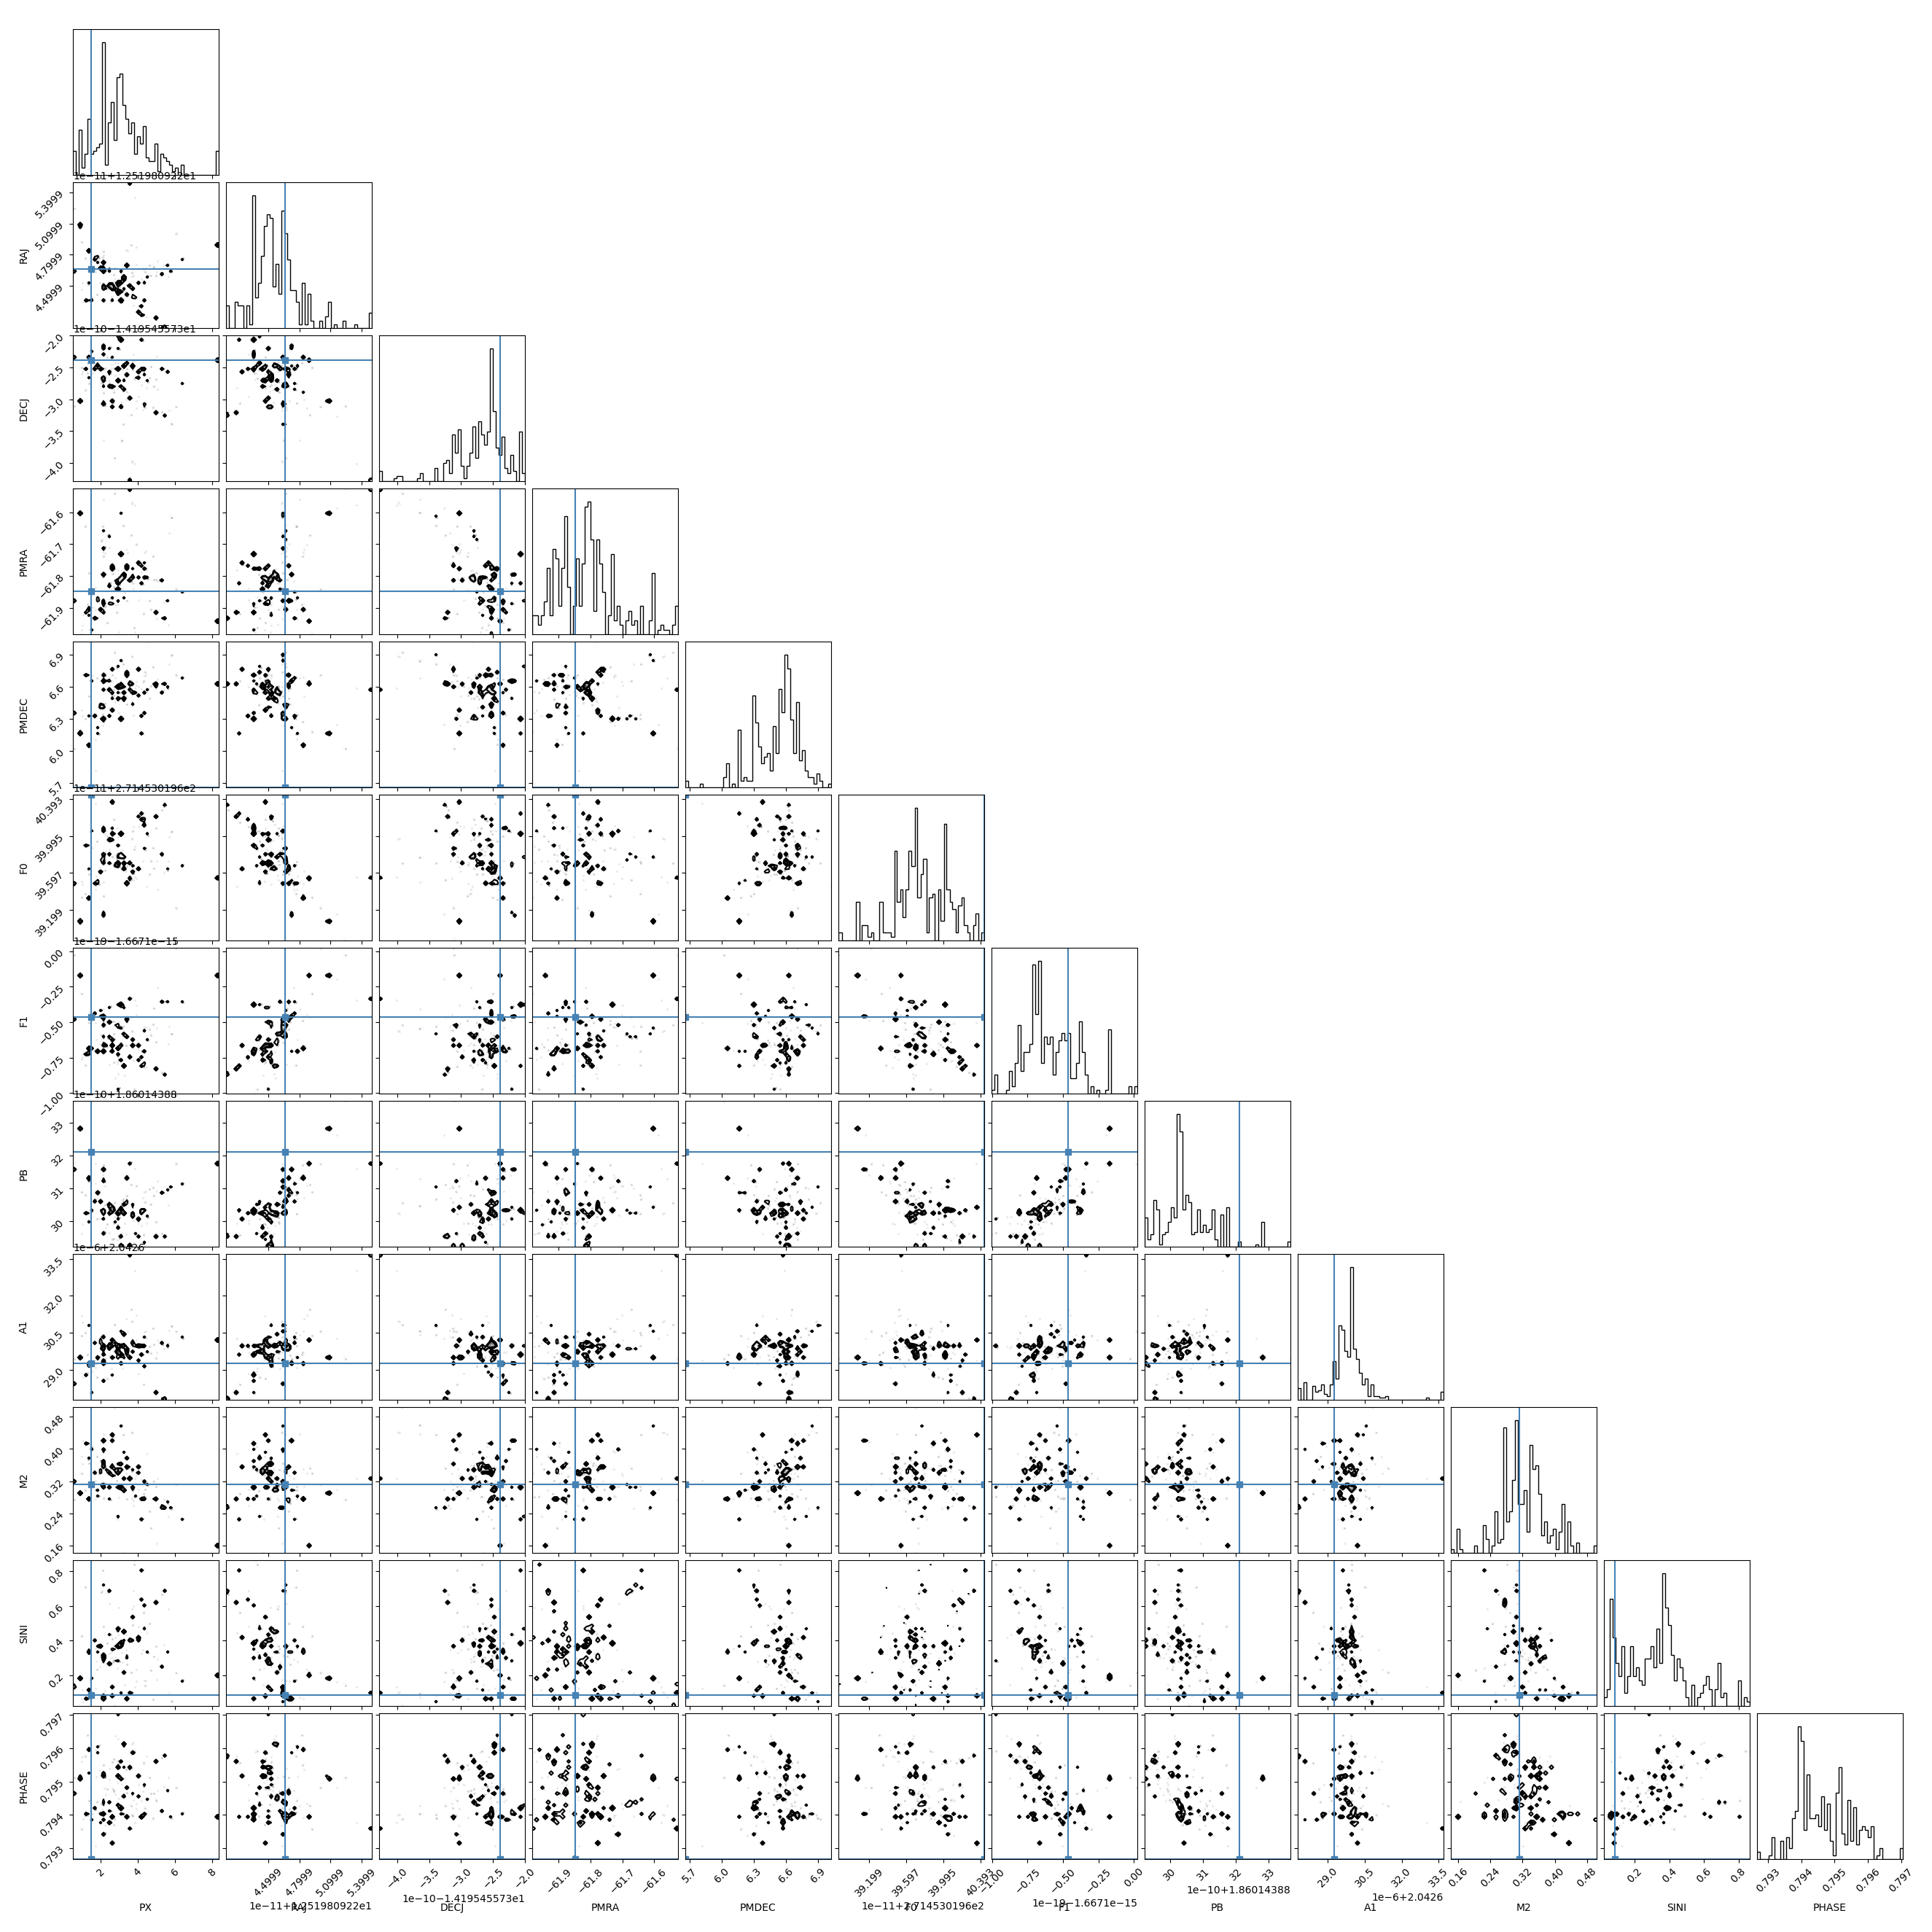 1e−11+1.251980922e1
RAJ
5.3999
5.0999
4.7999
4.4999
1e−10−1.419545573e1
DECJ
−2.0
−2.5
−3.0
−3.5
−4.0
PMRA
−61.6
−61.7
−61.8
−61.9
PMDEC
6.9
6.6
6.3
6.0
5.7
1e−11+2.714530196e2
F0
40.393
39.995
39.597
39.199
1e−19−1.6671e−15
F1
0.00
−0.25
−0.50
−0.75
−1.00
1e−10+1.86014388
PB
33
32
31
30
1e−6+2.0426
A1
33.5
32.0
30.5
29.0
M2
0.48
0.40
0.32
0.24
0.16
SINI
0.8
0.6
0.4
0.2
PHASE
0.797
0.796
0.795
0.794
0.793
2 4 6 8
4.4999 4.7999 5.0999 5.3999
−4.0 −3.5 −3.0 −2.5 −2.0
−61.9 −61.8 −61.7 −61.6
5.7 6.0 6.3 6.6 6.9
39.199 39.597 39.995 40.393
−1.00 −0.75 −0.50 −0.25 0.00
30 31 32 33
29.0 30.5 32.0 33.5
0.16 0.24 0.32 0.40 0.48
0.2 0.4 0.6 0.8
0.793 0.794 0.795 0.796 0.797
1e−11+1.251980922e1
1e−10−1.419545573e1
1e−11+2.714530196e2
1e−19−1.6671e−15
1e−10+1.86014388
1e−6+2.0426
PX RAJ DECJ PMRA PMDEC F0 F1 PB A1 M2 SINI PHASE